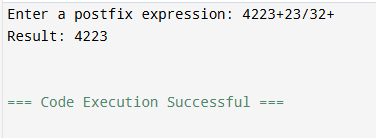 Enter a postfix expression: 4223+23/32+
Result: 4223
=== Code Execution Successful ===